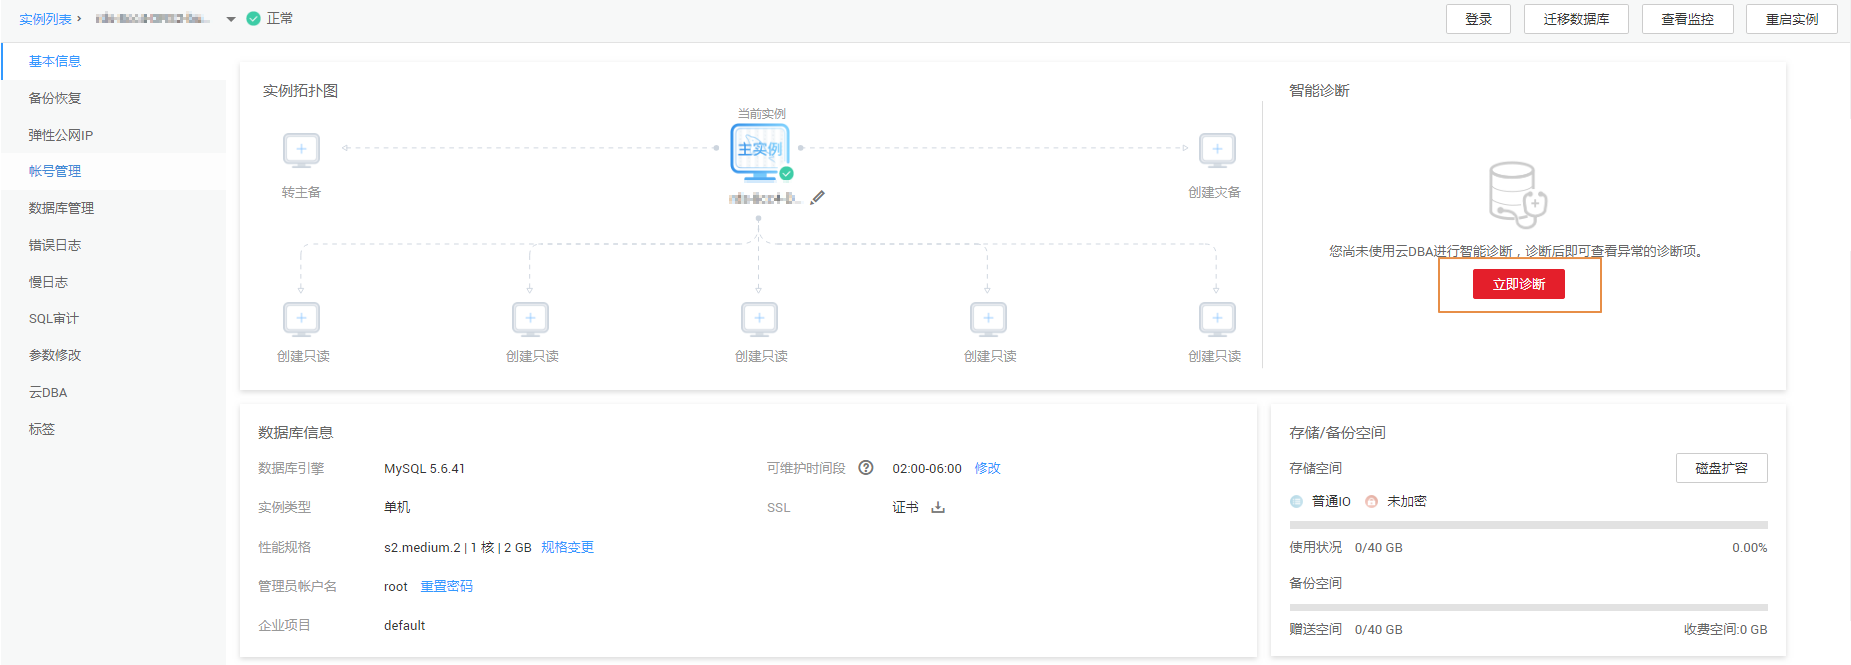 实例列表 >
正常
登录
迁移数据库
查看监控
重启实例
基本信息
备份恢复
弹性公网IP
帐号管理
数据库管理
错误日志
慢日志
SQL审计
参数修改
云DBA
标签
实例拓扑图
当前实例
主实例
转主备
创建灾备
创建只读
创建只读
创建只读
创建只读
创建只读
智能诊断
您尚未使用云DBA进行智能诊断，诊断后即可查看异常的诊断项。
立即诊断
数据库信息
数据库引擎 MySQL 5.6.41
可维护时间段 02:00-06:00 修改
实例类型 单机
SSL 证书
性能规格 s2.medium.2 | 1 核 | 2 GB 规格变更
管理员帐户名 root 重置密码
企业项目 default
存储/备份空间
存储空间
磁盘扩容
普通IO 未加密
使用状况 0/40 GB 0.00%
备份空间
赠送空间 0/40 GB 收费空间:0 GB